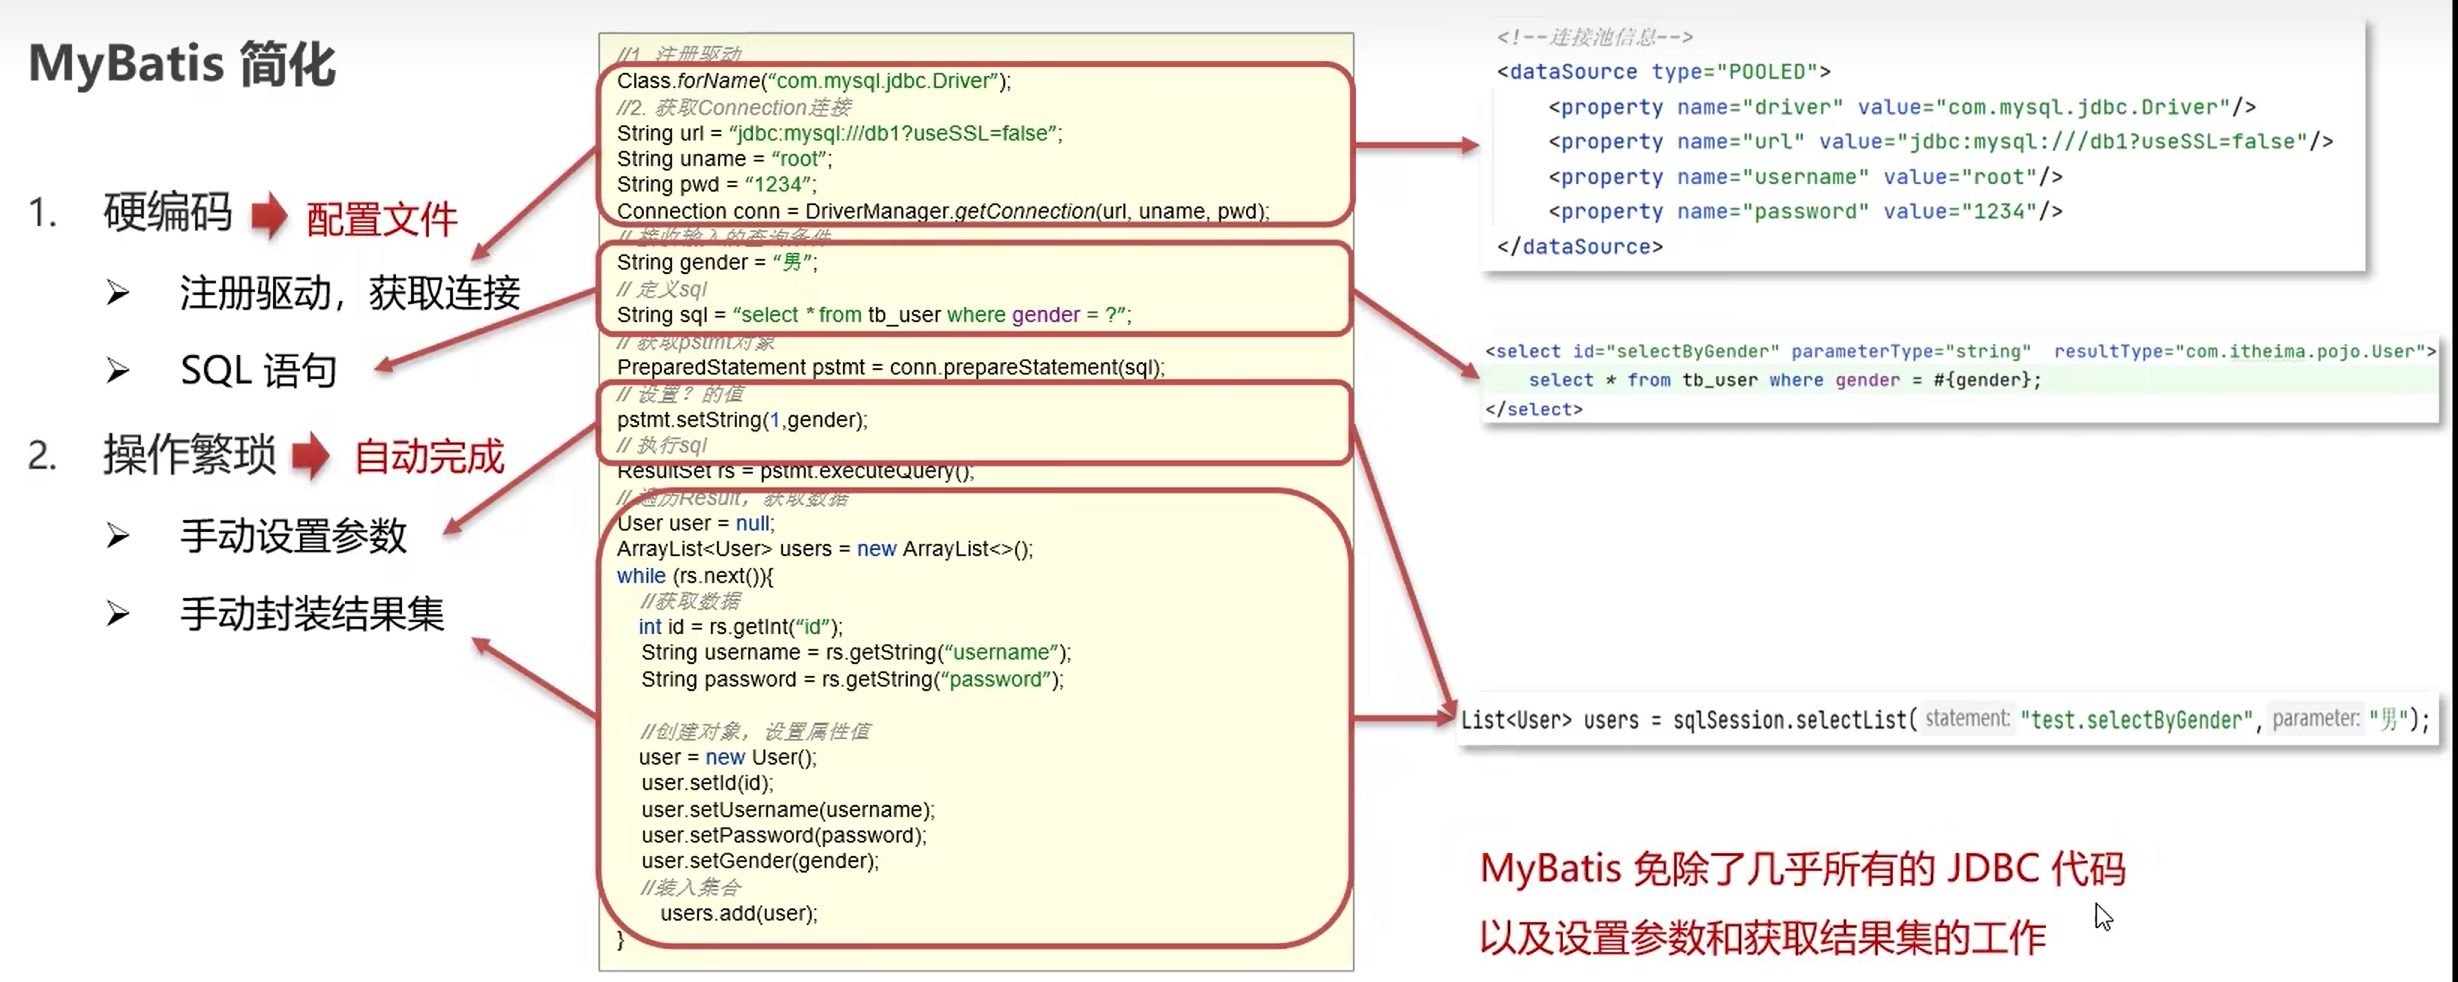 MyBatis 简化
1. 硬编码 配置文件
➢ 注册驱动，获取连接
➢ SQL 语句
2. 操作繁琐 自动完成
➢ 手动设置参数
➢ 手动封装结果集
//1. 注册驱动
Class.forName(“com.mysql.jdbc.Driver”);
//2. 获取Connection连接
String url = “jdbc:mysql:///db1?useSSL=false”;
String uname = “root”;
String pwd = “1234”;
Connection conn = DriverManager.getConnection(url, uname, pwd);
// 接收输入的查询条件
String gender = “男”;
// 定义sql
String sql = “select * from tb_user where gender = ?”;
// 获取pstmt对象
PreparedStatement pstmt = conn.prepareStatement(sql);
// 设置？的值
pstmt.setString(1,gender);
// 执行sql
ResultSet rs = pstmt.executeQuery();
// 遍历Result，获取数据
User user = null;
ArrayList<User> users = new ArrayList<>();
while (rs.next()){
//获取数据
int id = rs.getInt(“id”);
String username = rs.getString(“username”);
String password = rs.getString(“password”);
//创建对象，设置属性值
user = new User();
user.setId(id);
user.setUsername(username);
user.setPassword(password);
user.setGender(gender);
//装入集合
users.add(user);
}
<!--连接池信息-->
<dataSource type="POOLED">
<property name="driver" value="com.mysql.jdbc.Driver"/>
<property name="url" value="jdbc:mysql:///db1?useSSL=false"/>
<property name="username" value="root"/>
<property name="password" value="1234"/>
</dataSource>
<select id="selectByGender" parameterType="string" resultType="com.itheima.pojo.User">
select * from tb_user where gender = #{gender};
</select>
List<User> users = sqlSession.selectList( statement: "test.selectByGender", parameter: "男");
MyBatis 免除了几乎所有的 JDBC 代码
以及设置参数和获取结果集的工作